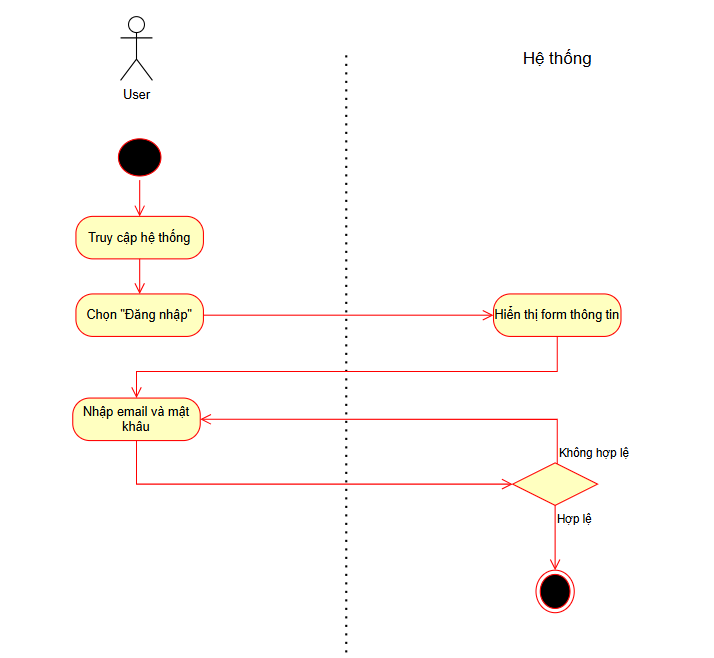 User
Hệ thống
Truy cập hệ thống
Chọn "Đăng nhập"
Hiển thị form thông tin
Nhập email và mật
khâu
Không hợp lệ
Hợp lệ